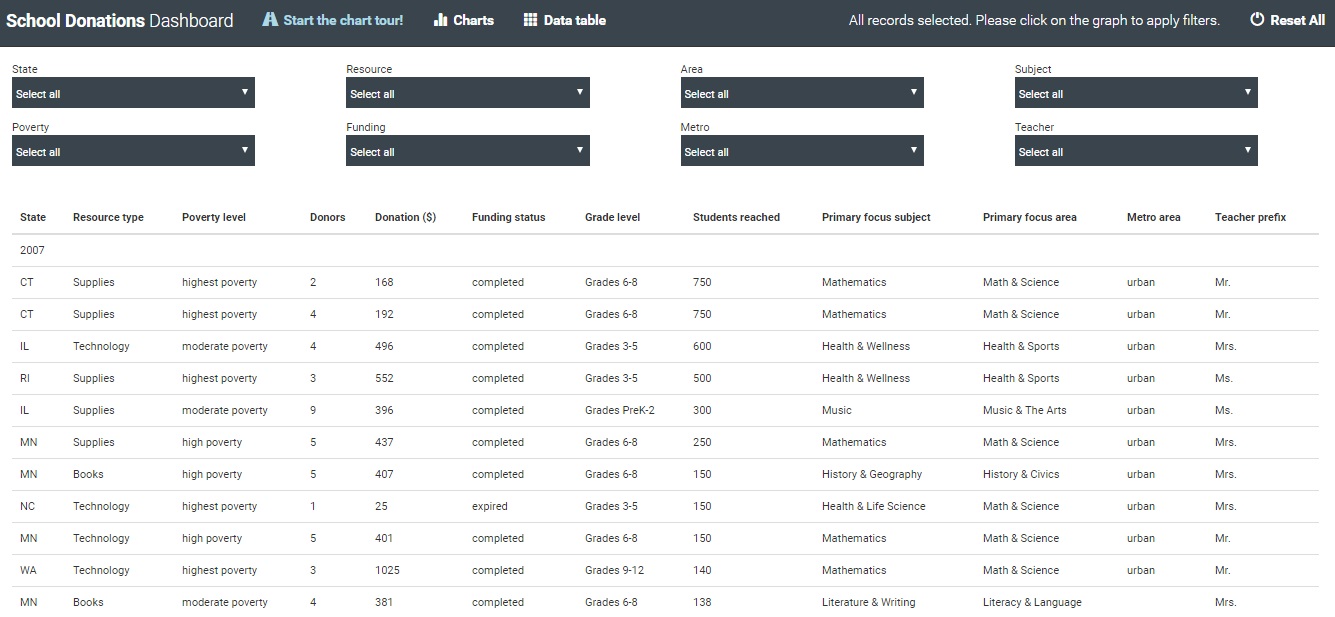 School Donations Dashboard Start the chart tour! Charts Data table All records selected. Please click on the graph to apply filters. Reset All
State Resource Area Subject
Select all Select all Select all Select all
Poverty Funding Metro Teacher
Select all Select all Select all Select all
State Resource type Poverty level Donors Donation ($) Funding status Grade level Students reached Primary focus subject Primary focus area Metro area Teacher prefix
2007
CT Supplies highest poverty 2 168 completed Grades 6-8 750 Mathematics Math & Science urban Mr.
CT Supplies highest poverty 4 192 completed Grades 6-8 750 Mathematics Math & Science urban Mr.
IL Technology moderate poverty 4 496 completed Grades 3-5 600 Health & Wellness Health & Sports urban Mrs.
RI Supplies highest poverty 3 552 completed Grades 3-5 500 Health & Wellness Health & Sports urban Ms.
IL Supplies moderate poverty 9 396 completed Grades PreK-2 300 Music Music & The Arts urban Ms.
MN Supplies high poverty 5 437 completed Grades 6-8 250 Mathematics Math & Science urban Mrs.
MN Books high poverty 5 407 completed Grades 6-8 150 History & Geography History & Civics urban Mrs.
NC Technology highest poverty 1 25 expired Grades 3-5 150 Health & Life Science Math & Science urban Mrs.
MN Technology high poverty 5 401 completed Grades 6-8 150 Mathematics Math & Science urban Mr.
WA Technology highest poverty 3 1025 completed Grades 9-12 140 Mathematics Math & Science urban Mr.
MN Books moderate poverty 4 381 completed Grades 6-8 138 Literature & Writing Literacy & Language Mrs.